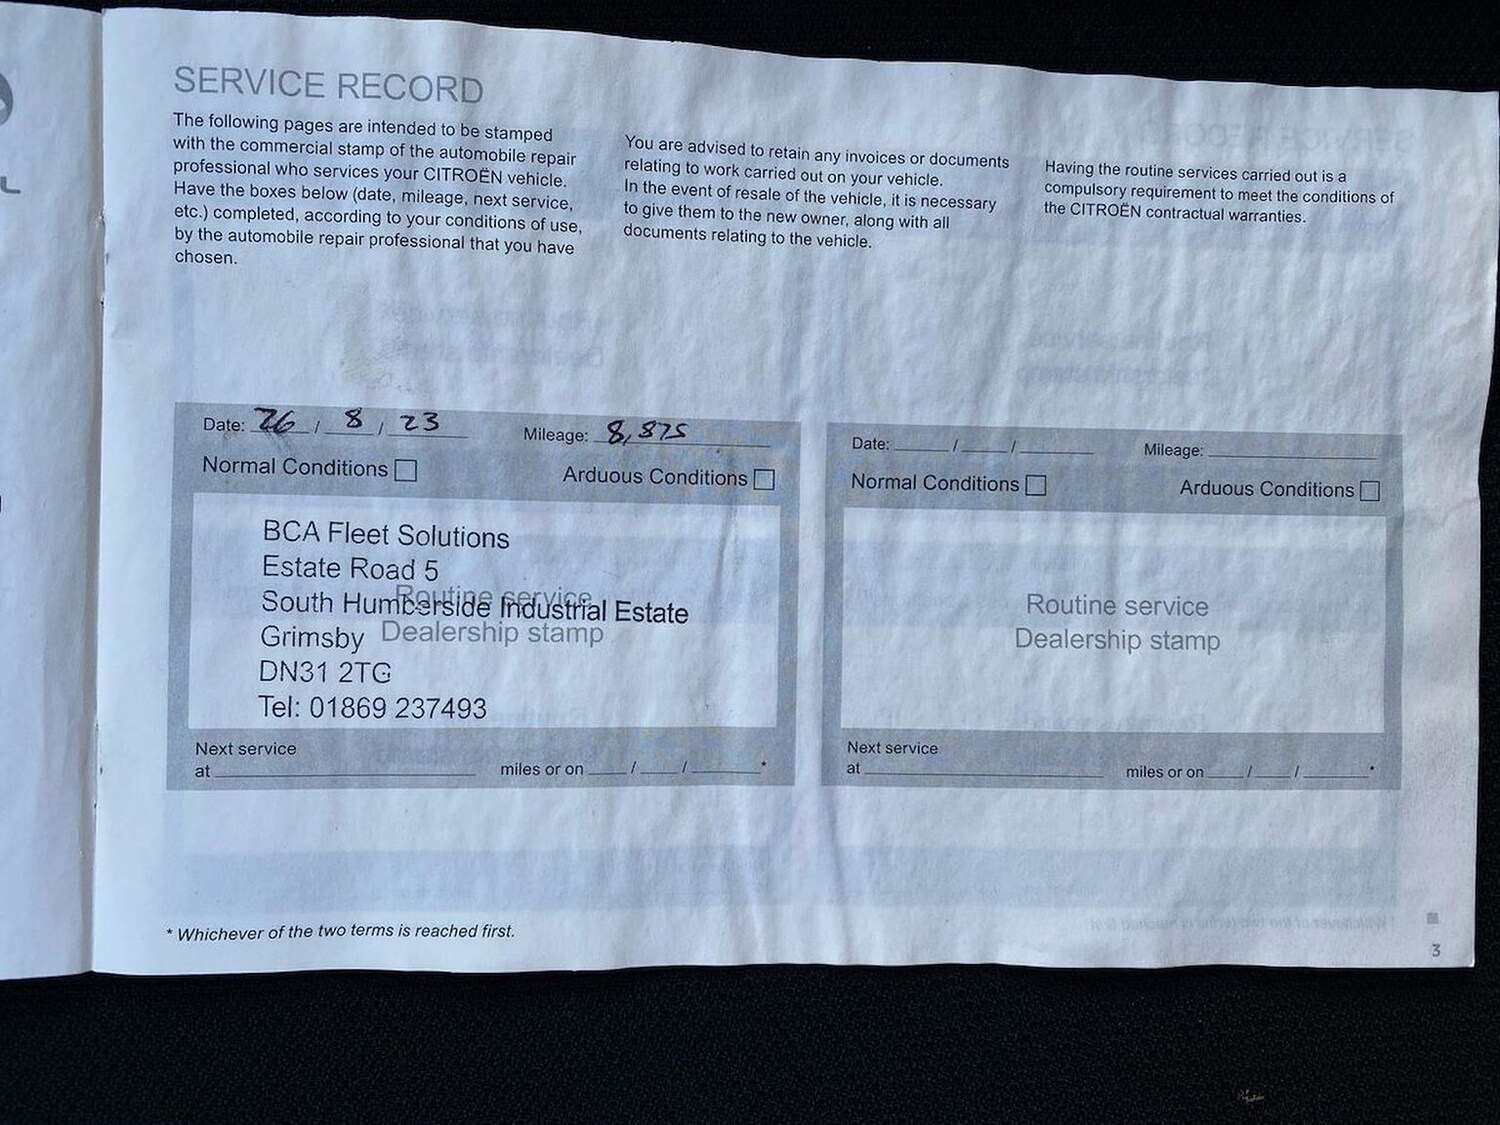 SERVICE RECORD
The following pages are intended to be stamped
with the commercial stamp of the automobile repair
professional who services your CITROËN vehicle.
Have the boxes below (date, mileage, next service,
etc.) completed, according to your conditions of use,
by the automobile repair professional that you have
chosen.
You are advised to retain any invoices or documents
relating to work carried out on your vehicle.
In the event of resale of the vehicle, it is necessary
to give them to the new owner, along with all
documents relating to the vehicle.
Having the routine services carried out is a
compulsory requirement to meet the conditions of
the CITROËN contractual warranties.
Date: 26 / 8 / 23 Mileage: 8,875
Normal Conditions Arduous Conditions
BCA Fleet Solutions
Estate Road 5
Routine service
South Humberside Industrial Estate
Grimsby Dealership stamp
DN31 2TG
Tel: 01869 237493
Next service
at miles or on / / *
Date: / / Mileage:
Normal Conditions Arduous Conditions
Routine service
Dealership stamp
Next service
at miles or on / / *
* Whichever of the two terms is reached first.
3